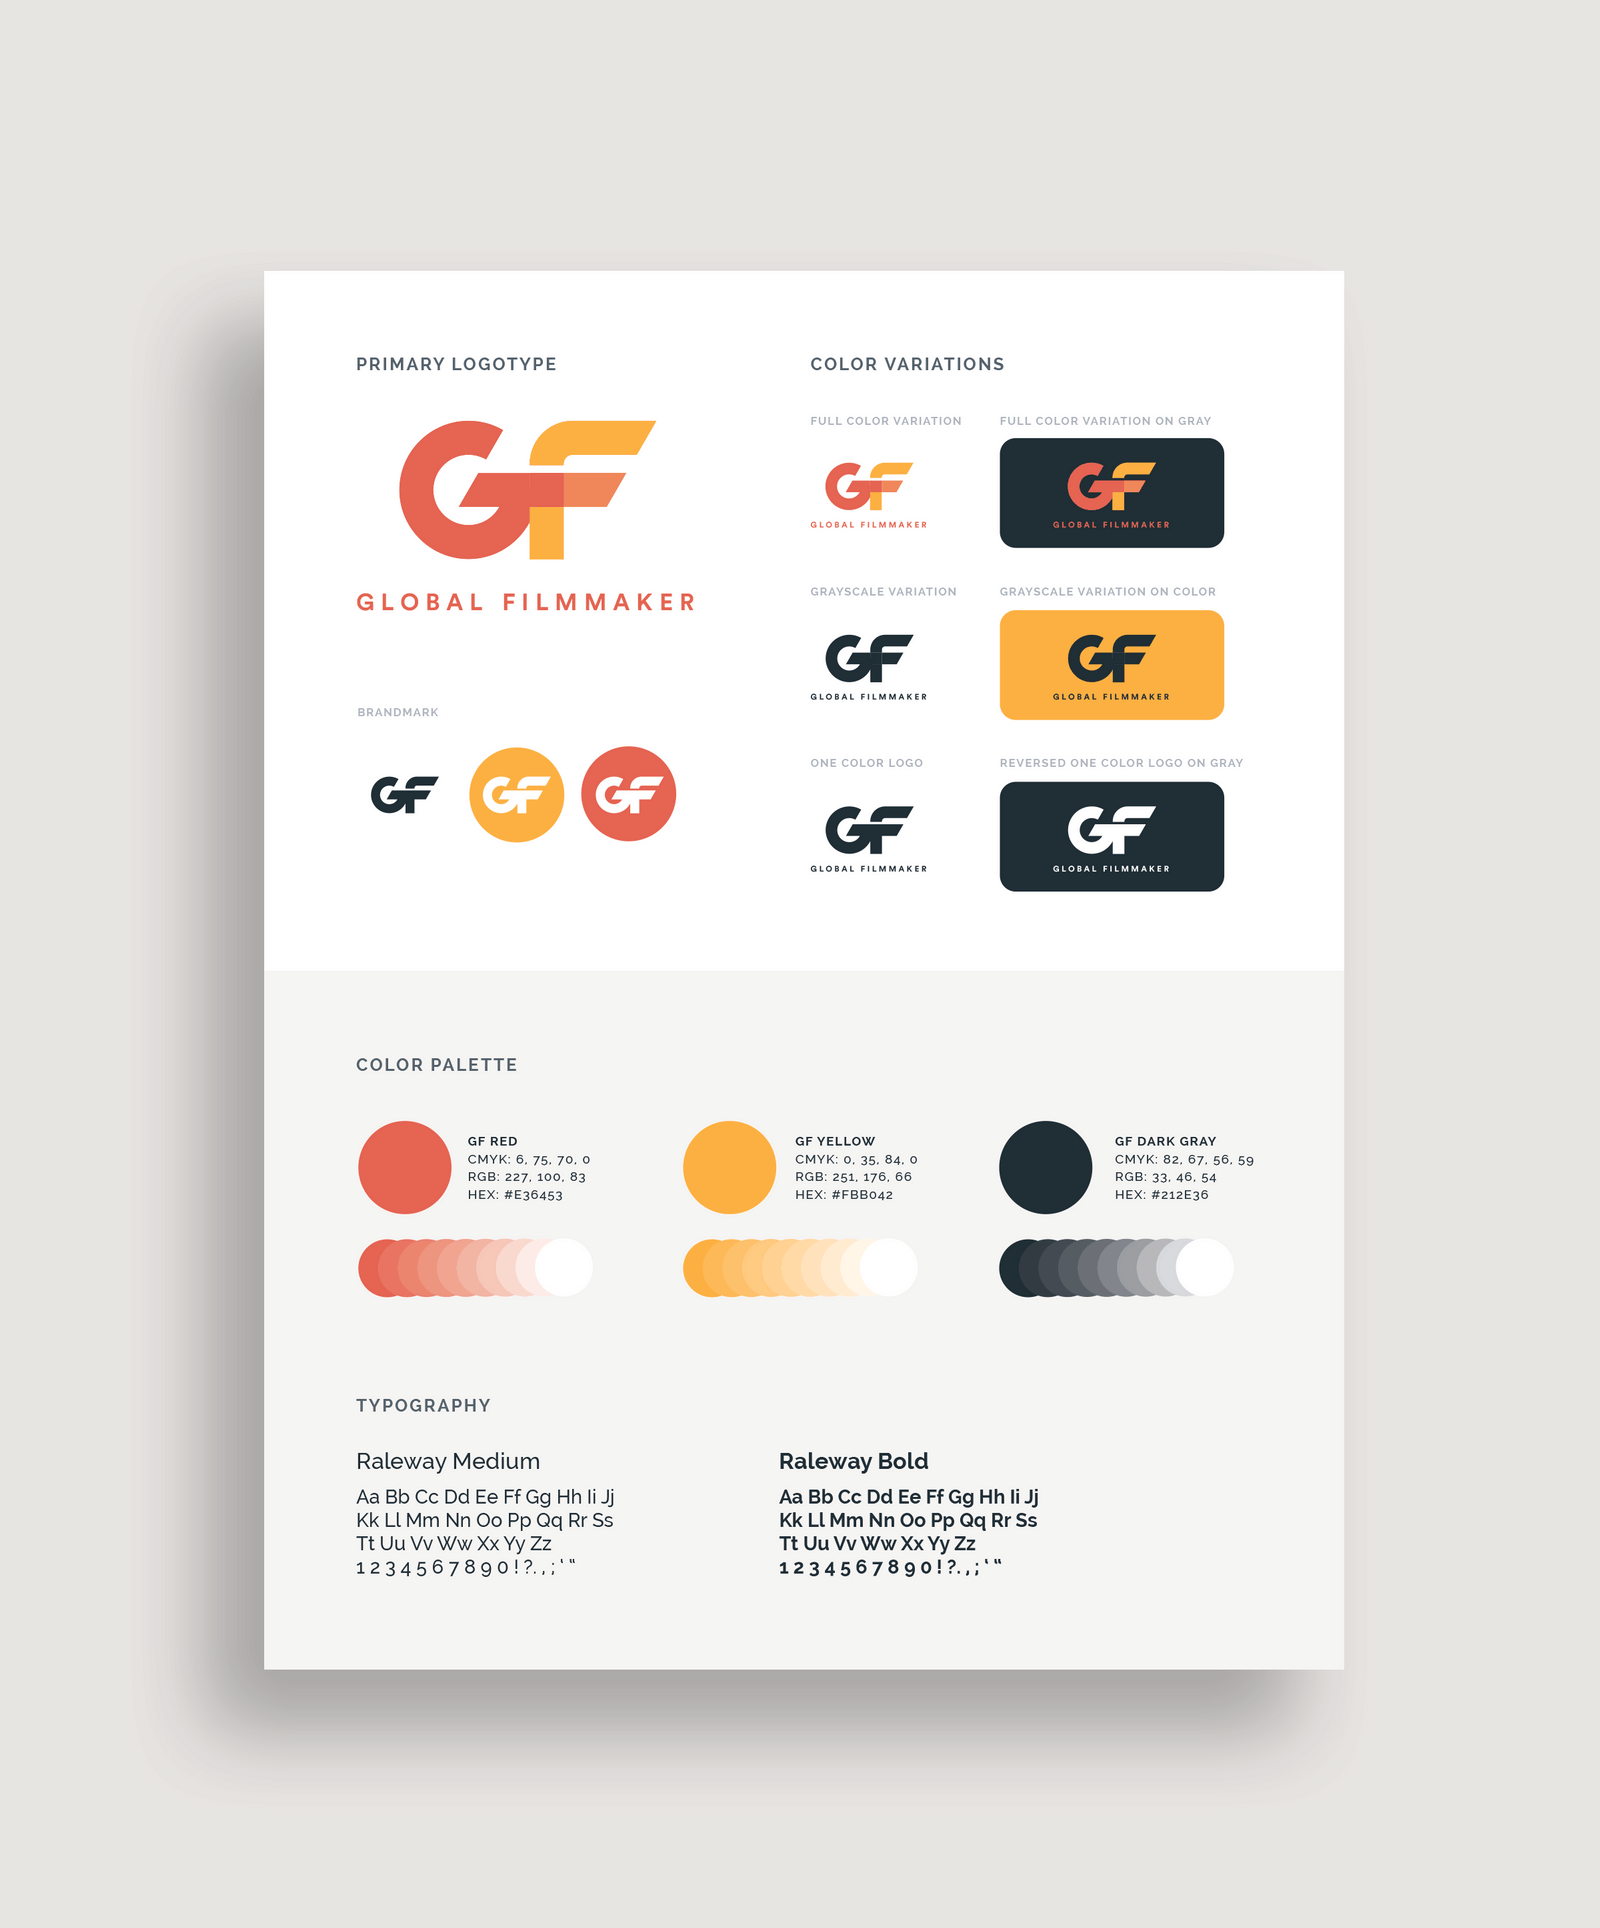 PRIMARY LOGOTYPE
GF
GLOBAL FILMMAKER
BRANDMARK
GF
GF
GF
COLOR VARIATIONS
FULL COLOR VARIATION
GF
GLOBAL FILMMAKER
FULL COLOR VARIATION ON GRAY
GF
GLOBAL FILMMAKER
GRAYSCALE VARIATION
GF
GLOBAL FILMMAKER
GRAYSCALE VARIATION ON COLOR
GF
GLOBAL FILMMAKER
ONE COLOR LOGO
GF
GLOBAL FILMMAKER
REVERSED ONE COLOR LOGO ON GRAY
GF
GLOBAL FILMMAKER
COLOR PALETTE
GF RED
CMYK: 6, 75, 70, 0
RGB: 227, 100, 83
HEX: #E36453
GF YELLOW
CMYK: 0, 35, 84, 0
RGB: 251, 176, 66
HEX: #FBB042
GF DARK GRAY
CMYK: 82, 67, 56, 59
RGB: 33, 46, 54
HEX: #212E36
TYPOGRAPHY
Raleway Medium
Aa Bb Cc Dd Ee Ff Gg Hh Ii Jj
Kk Ll Mm Nn Oo Pp Qq Rr Ss
Tt Uu Vv Ww Xx Yy Zz
1 2 3 4 5 6 7 8 9 0 ! ?. , ; ‘ “
Raleway Bold
Aa Bb Cc Dd Ee Ff Gg Hh Ii Jj
Kk Ll Mm Nn Oo Pp Qq Rr Ss
Tt Uu Vv Ww Xx Yy Zz
1 2 3 4 5 6 7 8 9 0 ! ?. , ; ‘ “